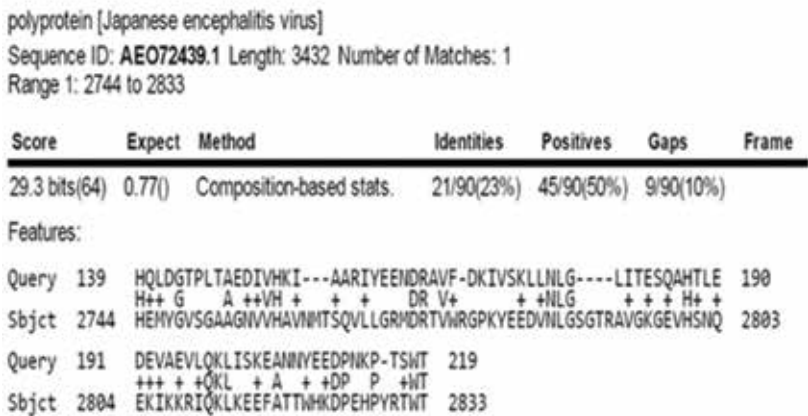 polyprotein [Japanese encephalitis virus]
Sequence ID: AEO72439.1 Length: 3432 Number of Matches: 1
Range 1: 2744 to 2833
Score Expect Method Identities Positives Gaps Frame
29.3 bits(64) 0.77() Composition-based stats. 21/90(23%) 45/90(50%) 9/90(10%)
Features:
Query 139 HQLDGTPLTAEDIVHKI---AARIYEENDRAVF-DKIVSKLLNLG----LITESQAHTLE 190
H++ G A ++VH + + + DR V+ + +NLG + + + H+ +
Sbjct 2744 HEMYGVSGAAGNVVHAVNMTSQVLLGRMDRTVWRGPKYEEDVNLGSGTRAVGKGEVHSNQ 2803
Query 191 DEVAEVLQKLISKEANNYEEDPNKP-TSWT 219
+++ + +QKL + A + +DP P +WT
Sbjct 2804 EKIKKRIQKLKEEFATTWHKDPEHPYRTWT 2833